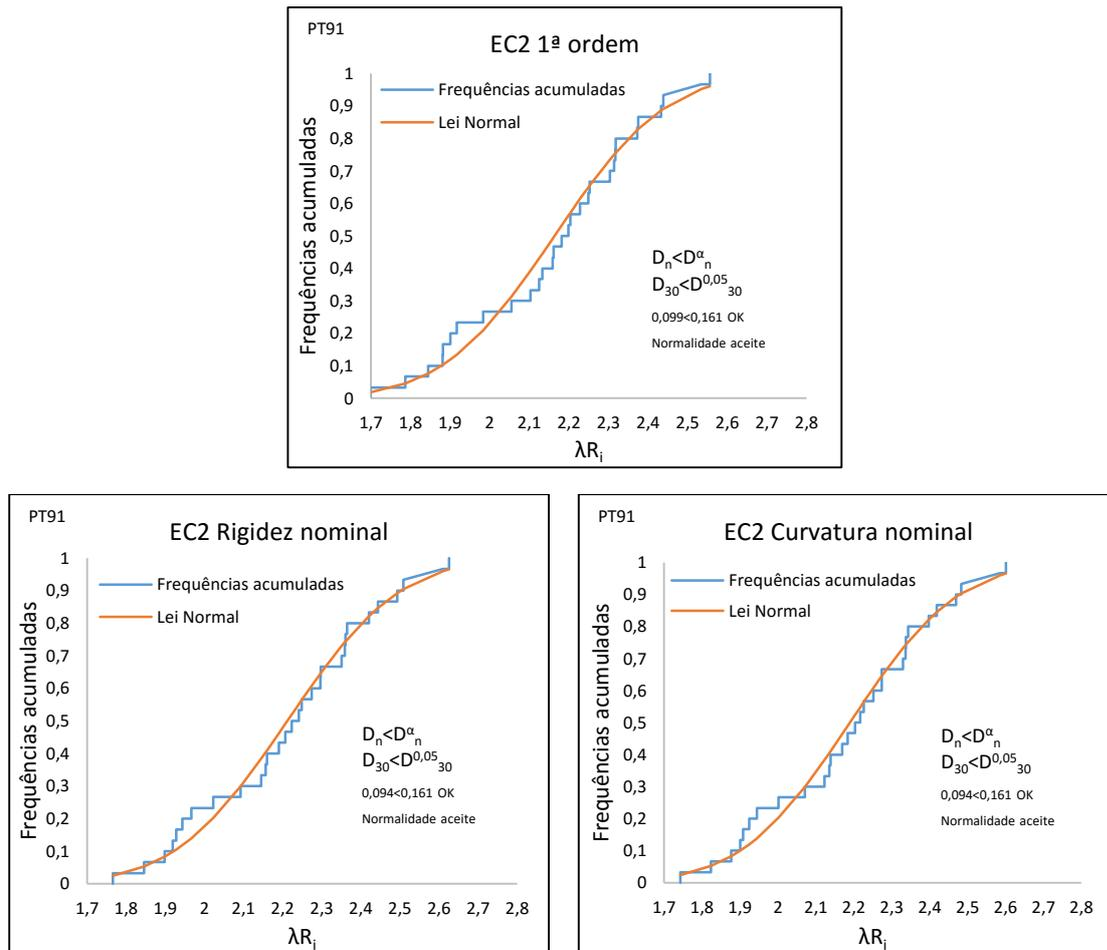 PT91
EC2 1ª ordem
Frequências acumuladas
Lei Normal
Frequências acumuladas
1
0,9
0,8
0,7
0,6
0,5
0,4
0,3
0,2
0,1
0
Dn<Dαn
D30<D0,0530
0,099<0,161 OK
Normalidade aceite
1,7 1,8 1,9 2 2,1 2,2 2,3 2,4 2,5 2,6 2,7 2,8
λRi
PT91
EC2 Rigidez nominal
Frequências acumuladas
Lei Normal
Frequências acumuladas
1
0,9
0,8
0,7
0,6
0,5
0,4
0,3
0,2
0,1
0
Dn<Dαn
D30<D0,0530
0,094<0,161 OK
Normalidade aceite
1,7 1,8 1,9 2 2,1 2,2 2,3 2,4 2,5 2,6 2,7 2,8
λRi
PT91
EC2 Curvatura nominal
Frequências acumuladas
Lei Normal
Frequências acumuladas
1
0,9
0,8
0,7
0,6
0,5
0,4
0,3
0,2
0,1
0
Dn<Dαn
D30<D0,0530
0,094<0,161 OK
Normalidade aceite
1,7 1,8 1,9 2 2,1 2,2 2,3 2,4 2,5 2,6 2,7 2,8
λRi